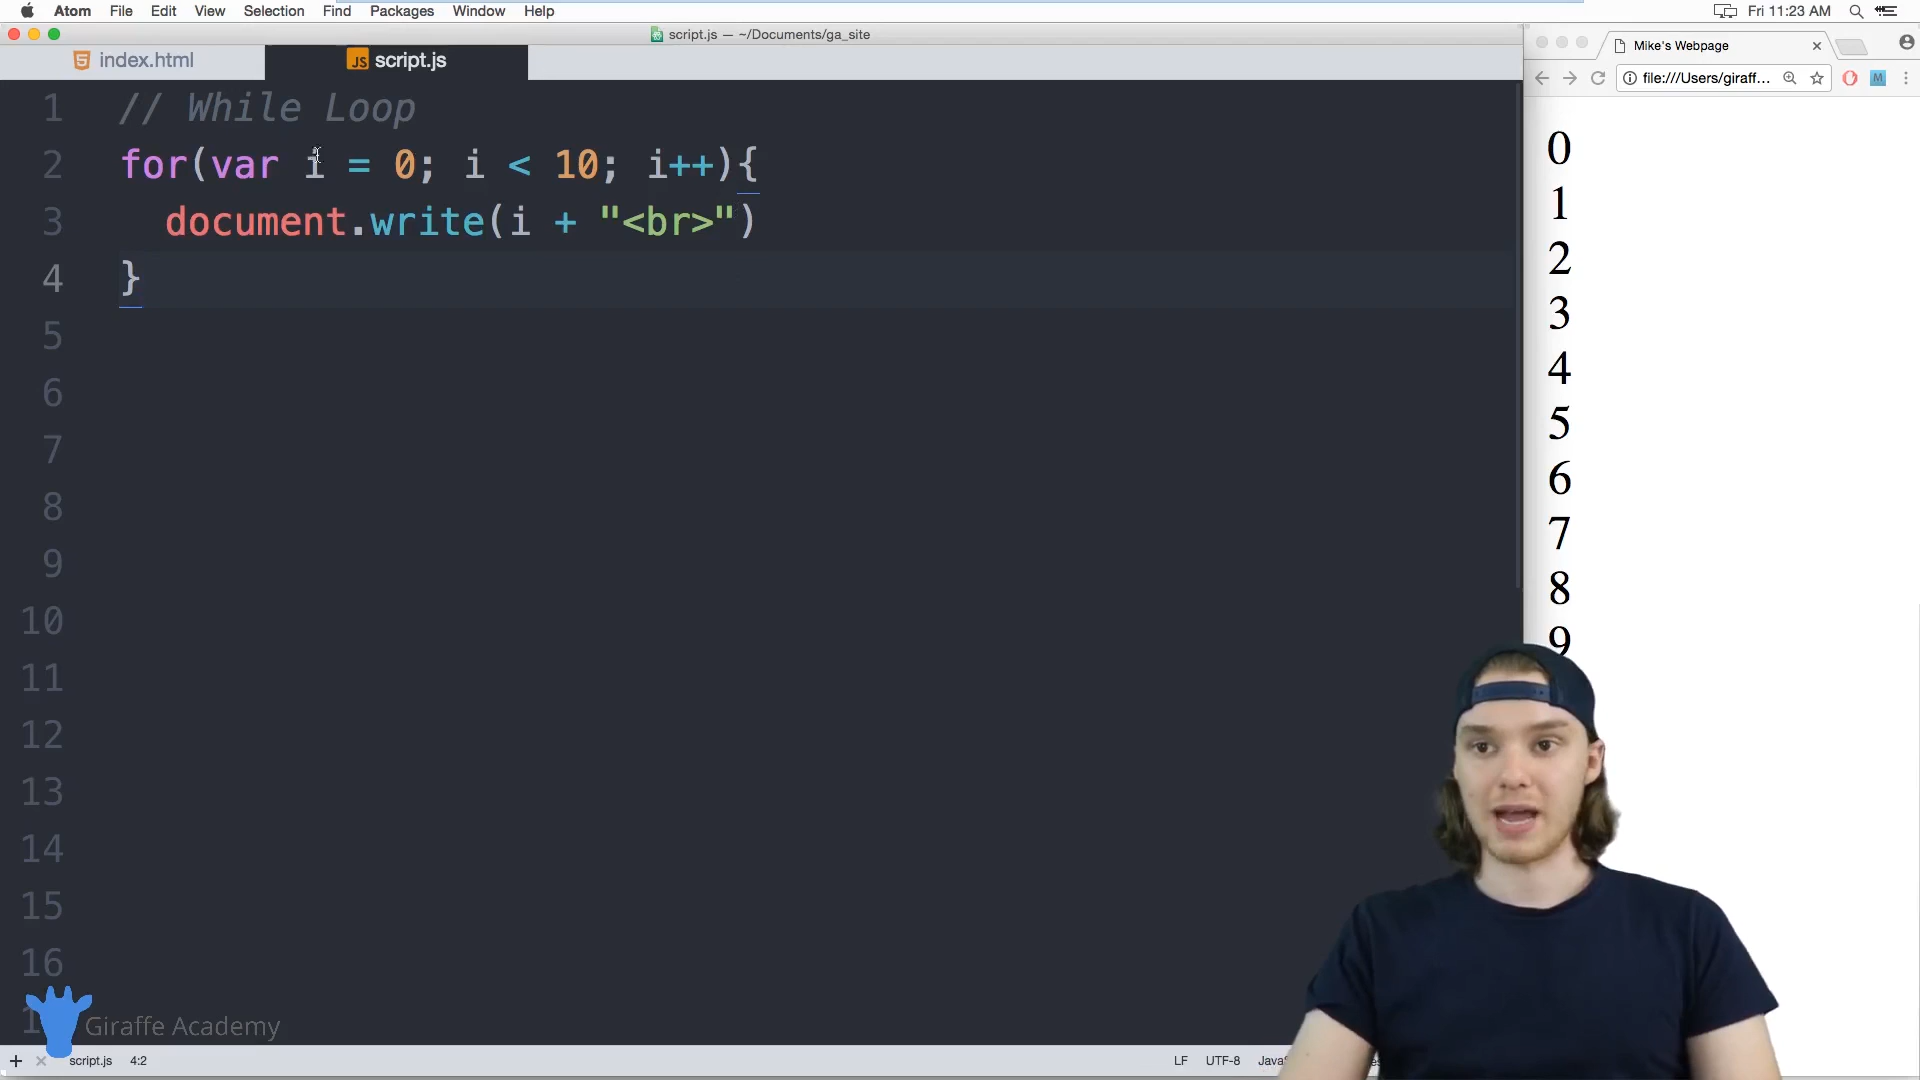 Atom File Edit View Selection Find Packages Window Help Fri 11:23 AM
script.js — ~/Documents/ga_site
index.html
JS script.js
Mike's Webpage
file:///Users/giraff...
M
1 // While Loop
2 for(var i = 0; i < 10; i++){
3 document.write(i + "<br>")
4 }
5
6
7
8
9
10
11
12
13
14
15
16
0
1
2
3
4
5
6
7
8
9
Giraffe Academy
script.js 4:2
LF UTF-8